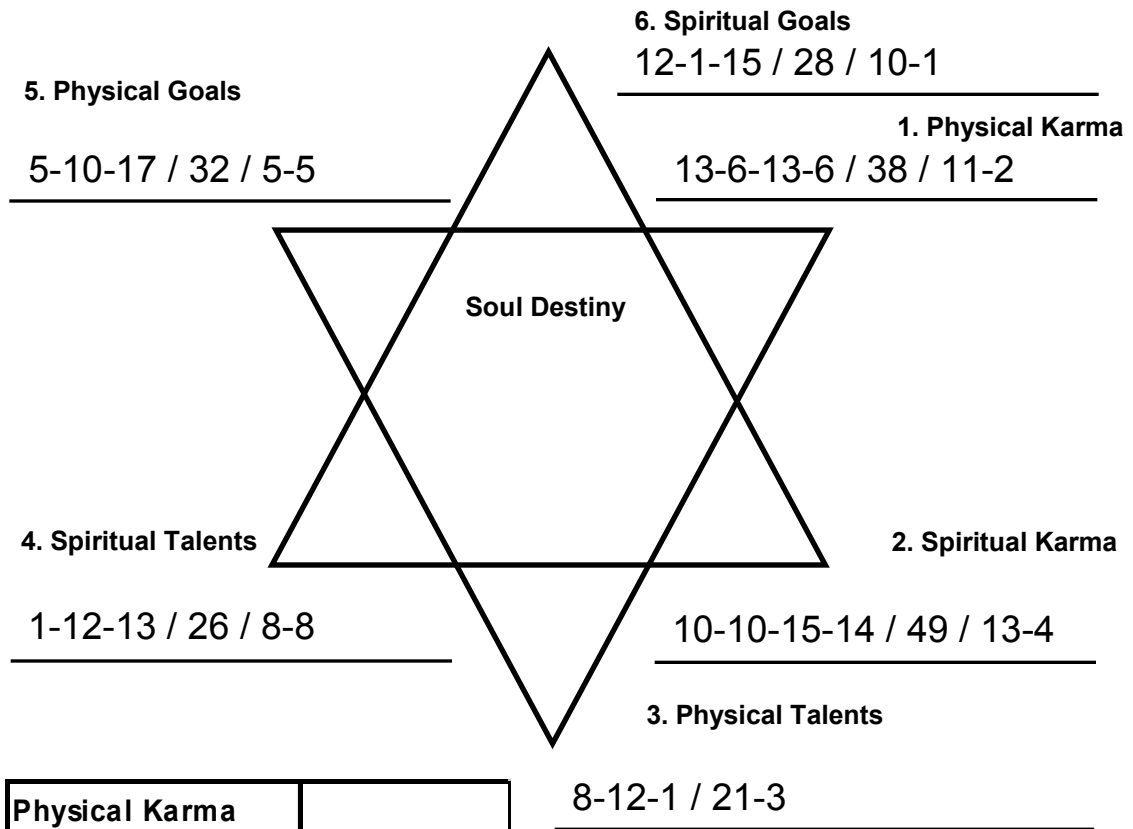 6. Spiritual Goals
12-1-15 / 28 / 10-1
5. Physical Goals
1. Physical Karma
5-10-17 / 32 / 5-5
13-6-13-6 / 38 / 11-2
Soul Destiny
4. Spiritual Talents
2. Spiritual Karma
1-12-13 / 26 / 8-8
10-10-15-14 / 49 / 13-4
3. Physical Talents
8-12-1 / 21-3
Physical Karma